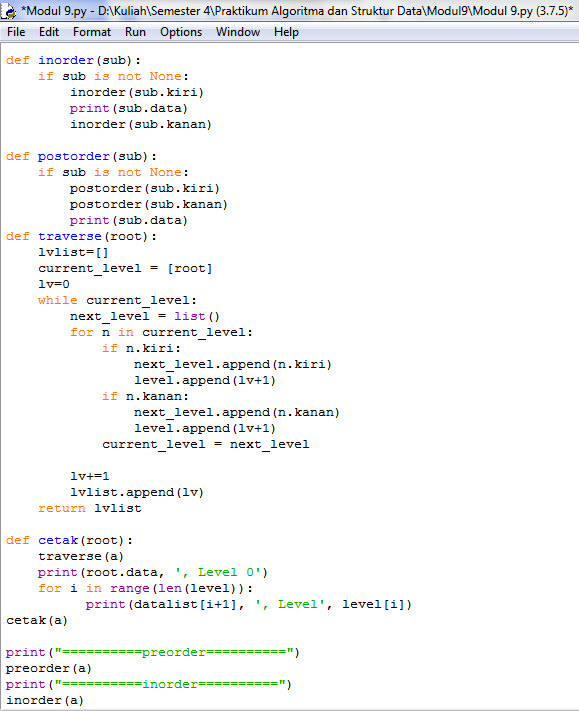 *Modul 9.py - D:\Kuliah\Semester 4\Praktikum Algoritma dan Struktur Data\Modul9\Modul 9.py (3.7.5)*
File Edit Format Run Options Window Help
def inorder(sub):
    if sub is not None:
        inorder(sub.kiri)
        print(sub.data)
        inorder(sub.kanan)

def postorder(sub):
    if sub is not None:
        postorder(sub.kiri)
        postorder(sub.kanan)
        print(sub.data)
def traverse(root):
    lvlist=[]
    current_level = [root]
    lv=0
    while current_level:
        next_level = list()
        for n in current_level:
            if n.kiri:
                next_level.append(n.kiri)
                level.append(lv+1)
            if n.kanan:
                next_level.append(n.kanan)
                level.append(lv+1)
            current_level = next_level

        lv+=1
        lvlist.append(lv)
    return lvlist

def cetak(root):
    traverse(a)
    print(root.data, ', Level 0')
    for i in range(len(level)):
          print(datalist[i+1], ', Level', level[i])
cetak(a)

print("==========preorder==========")
preorder(a)
print("==========inorder==========")
inorder(a)